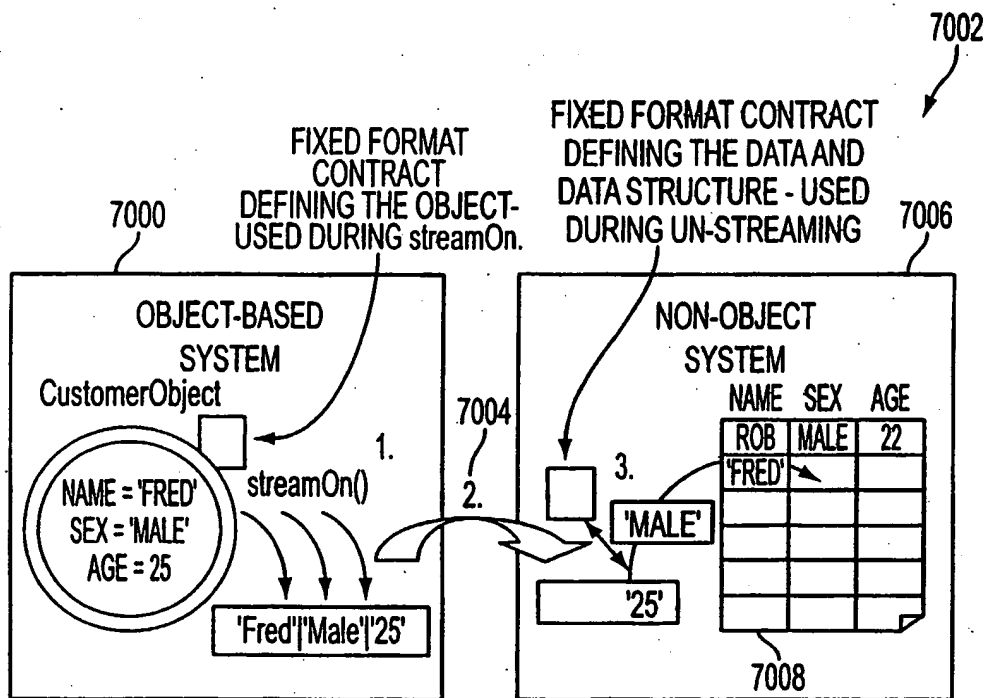 7002
FIXED FORMAT
CONTRACT
DEFINING THE OBJECT-
USED DURING streamOn.
FIXED FORMAT CONTRACT
DEFINING THE DATA AND
DATA STRUCTURE - USED
DURING UN-STREAMING
7000
7006
OBJECT-BASED
SYSTEM
CustomerObject
NAME = 'FRED'
SEX = 'MALE'
AGE = 25
streamOn()
1.
'Fred'|'Male'|'25'
7004
2.
NON-OBJECT
SYSTEM
3.
'MALE'
'25'
NAME SEX AGE
ROB MALE 22
'FRED'
7008